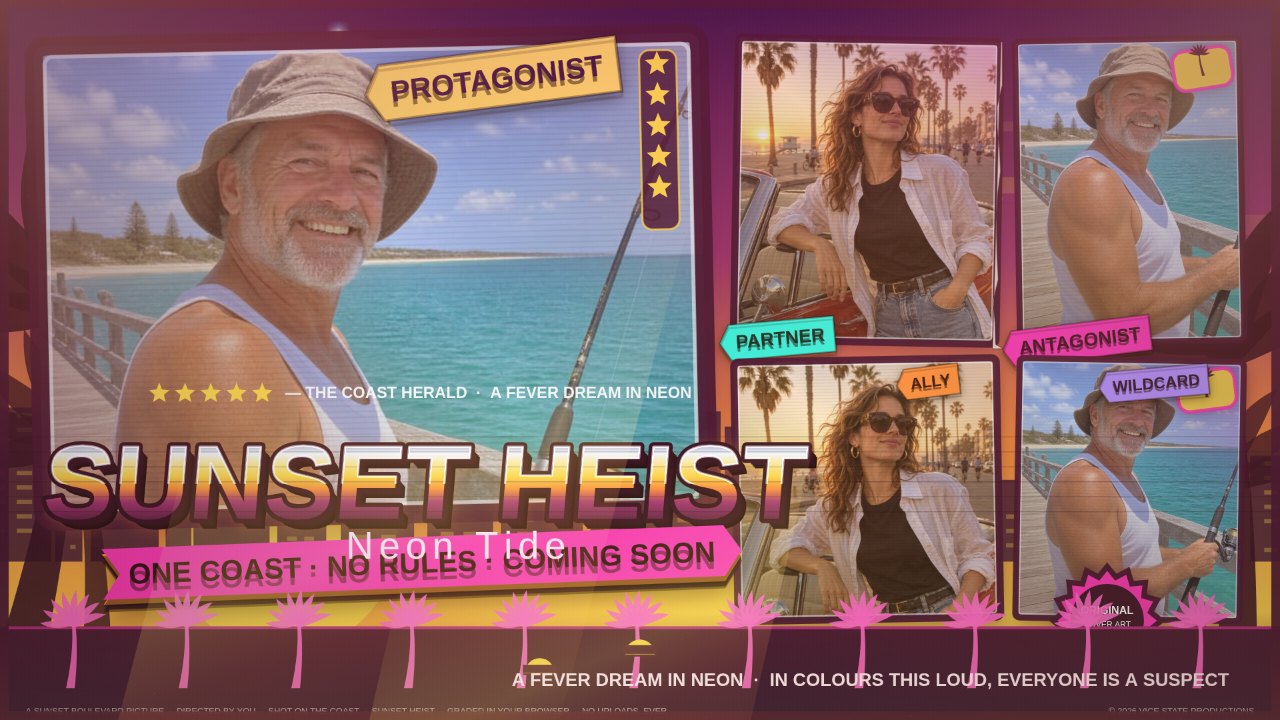 PROTAGONIST
PARTNER
ANTAGONIST
ALLY
WILDCARD
— THE COAST HERALD · A FEVER DREAM IN NEON
SUNSET HEIST
Neon Tide
ONE COAST · NO RULES · COMING SOON
ORIGINAL
COVER ART
A FEVER DREAM IN NEON · IN COLOURS THIS LOUD, EVERYONE IS A SUSPECT
A SUNSET BOULEVARD PICTURE DIRECTED BY YOU SHOT ON THE COAST SUNSET HEIST GRADED IN YOUR BROWSER NO UPLOADS, EVER
© 2026 VICE STATE PRODUCTIONS